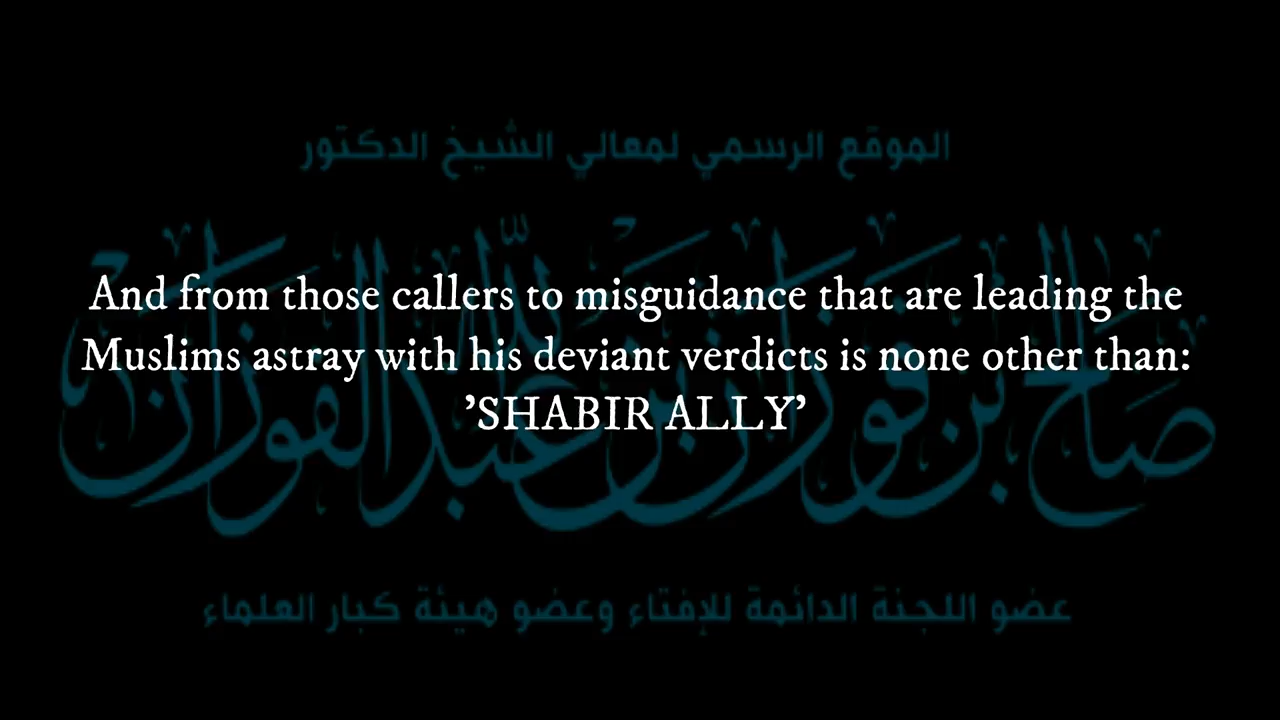 الموقع الرسمي لمعالي الشيخ الدكتور
صالح بن فوزان بن عبد الله الفوزان
And from those callers to misguidance that are leading the
Muslims astray with his deviant verdicts is none other than:
’SHABIR ALLY’
عضو اللجنة الدائمة للإفتاء وعضو هيئة كبار العلماء